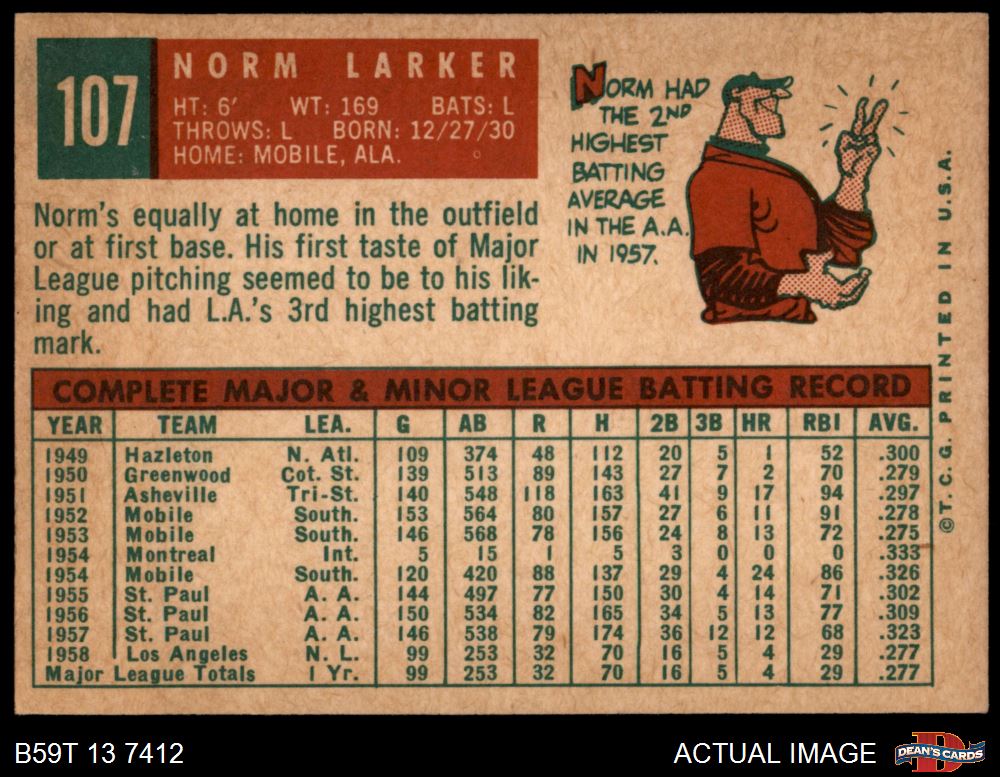 107
NORM LARKER
HT: 6' WT: 169 BATS: L
THROWS: L BORN: 12/27/30
HOME: MOBILE, ALA.
Norm's equally at home in the outfield
or at first base. His first taste of Major
League pitching seemed to be to his lik-
ing and had L.A.'s 3rd highest batting
mark.
NORM HAD
THE 2ND
HIGHEST
BATTING
AVERAGE
IN THE A.A.
IN 1957.
COMPLETE MAJOR & MINOR LEAGUE BATTING RECORD
YEAR TEAM LEA. G AB R H 2B 3B HR RBI AVG.
1949 Hazleton N. Atl. 109 374 48 112 20 5 1 52 .300
1950 Greenwood Cot. St. 139 513 89 143 27 7 2 70 .279
1951 Asheville Tri-St. 140 548 118 163 41 9 17 94 .297
1952 Mobile South. 153 564 80 157 27 6 11 91 .278
1953 Mobile South. 146 568 78 156 24 8 13 72 .275
1954 Montreal Int. 5 15 1 5 3 0 0 0 .333
1954 Mobile South. 120 420 88 137 29 4 24 86 .326
1955 St. Paul A. A. 144 497 77 150 30 4 14 71 .302
1956 St. Paul A. A. 150 534 82 165 34 5 13 77 .309
1957 St. Paul A. A. 146 538 79 174 36 12 12 68 .323
1958 Los Angeles N. L. 99 253 32 70 16 5 4 29 .277
Major League Totals 1 Yr. 99 253 32 70 16 5 4 29 .277
© T. C. G. PRINTED IN U.S.A.
B59T 13 7412
ACTUAL IMAGE
DEAN'S CARDS